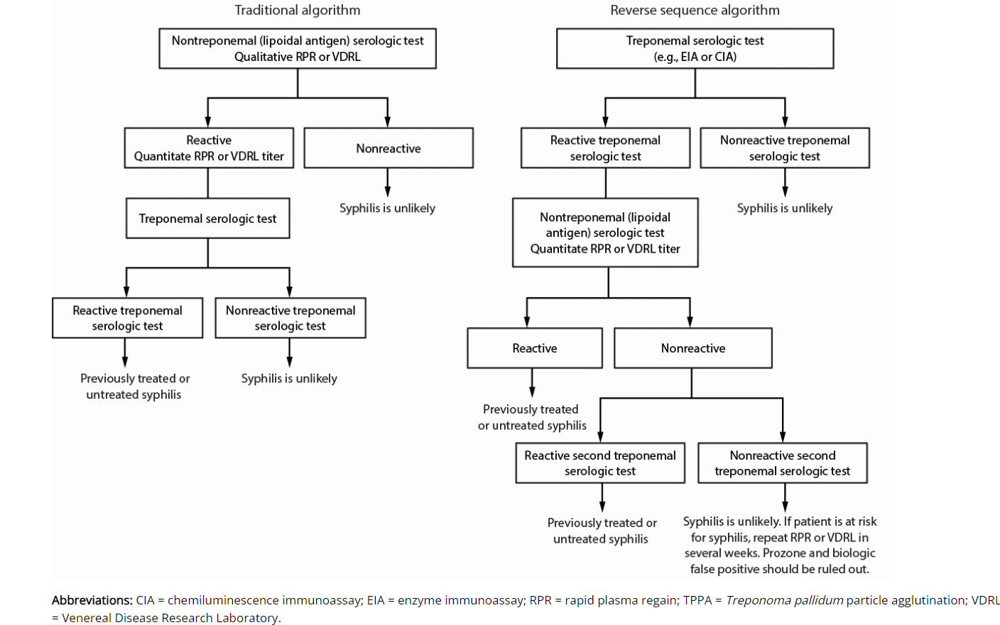 Traditional algorithm
Nontreponemal (lipoidal antigen) serologic test
Qualitative RPR or VDRL
Reactive
Quantitate RPR or VDRL titer
Nonreactive
Syphilis is unlikely
Treponemal serologic test
Reactive treponemal
serologic test
Nonreactive treponemal
serologic test
Previously treated or
untreated syphilis
Syphilis is unlikely
Reverse sequence algorithm
Treponemal serologic test
(e.g., EIA or CIA)
Reactive treponemal
serologic test
Nonreactive treponemal
serologic test
Syphilis is unlikely
Nontreponemal (lipoidal
antigen) serologic test
Quantitate RPR or VDRL titer
Reactive
Nonreactive
Previously treated
or untreated syphilis
Reactive second treponemal
serologic test
Nonreactive second
treponemal serologic test
Previously treated or
untreated syphilis
Syphilis is unlikely. If patient is at risk
for syphilis, repeat RPR or VDRL in
several weeks. Prozone and biologic
false positive should be ruled out.
Abbreviations: CIA = chemiluminescence immunoassay; EIA = enzyme immunoassay; RPR = rapid plasma regain; TPPA = Treponoma pallidum particle agglutination; VDRL
= Venereal Disease Research Laboratory.